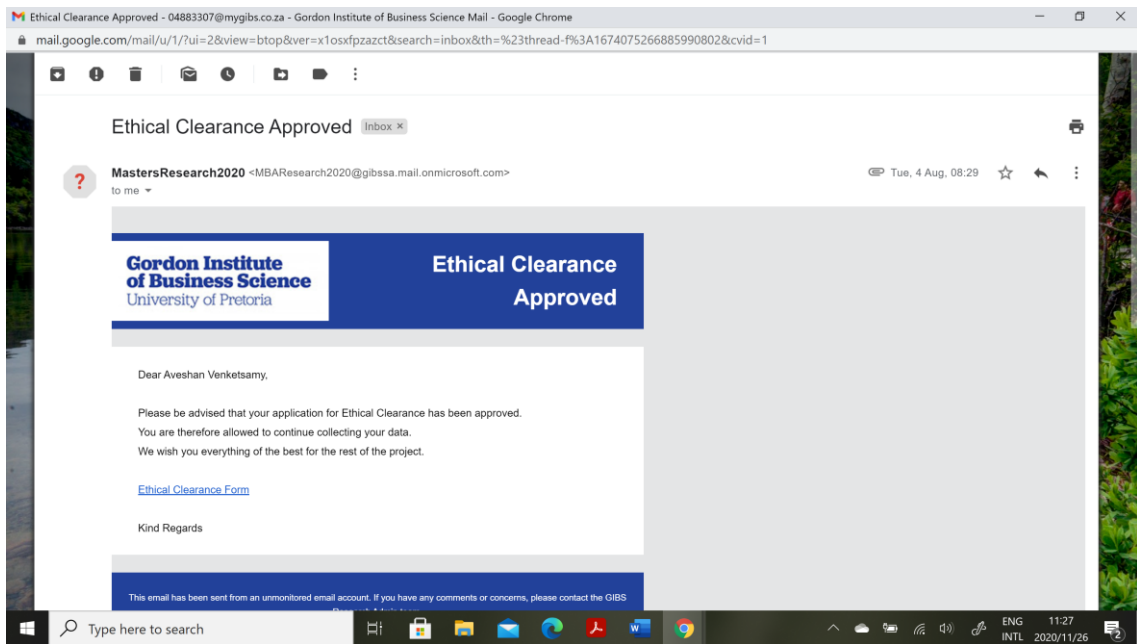 Ethical Clearance Approved - 04883307@mygibs.co.za - Gordon Institute of Business Science Mail - Google Chrome
mail.google.com/mail/u/1/?ui=2&view=btop&ver=x1osxfpzazct&search=inbox&th=%23thread-f%3A1674075266885990802&cvid=1
Ethical Clearance Approved Inbox ×
MastersResearch2020 <MBAResearch2020@gibssa.mail.onmicrosoft.com> Tue, 4 Aug, 08:29
to me
Gordon Institute
of Business Science
University of Pretoria
Ethical Clearance
Approved
Dear Aveshan Venketsamy,
Please be advised that your application for Ethical Clearance has been approved.
You are therefore allowed to continue collecting your data.
We wish you everything of the best for the rest of the project.
Ethical Clearance Form
Kind Regards
This email has been sent from an unmonitored email account. If you have any comments or concerns, please contact the GIBS
Type here to search
ENG 11:27
INTL 2020/11/26 2